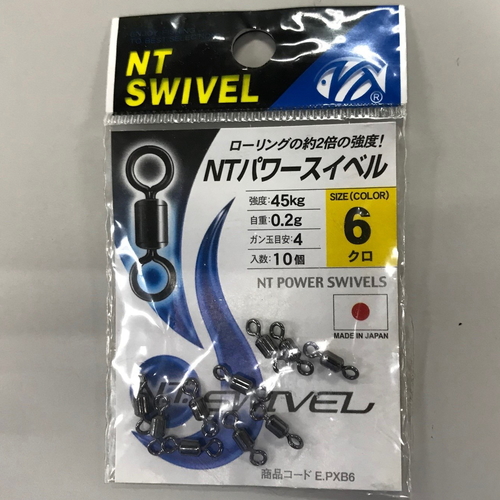 NT
SWIVEL
®
ローリングの約2倍の強度!
NTパワースイベル
強度:45kg
自重:0.2g
ガン玉目安:4
入数:10個
SIZE(COLOR)
6
クロ
NT POWER SWIVELS
MADE IN JAPAN
NT SWIVEL
商品コード E.PXB6